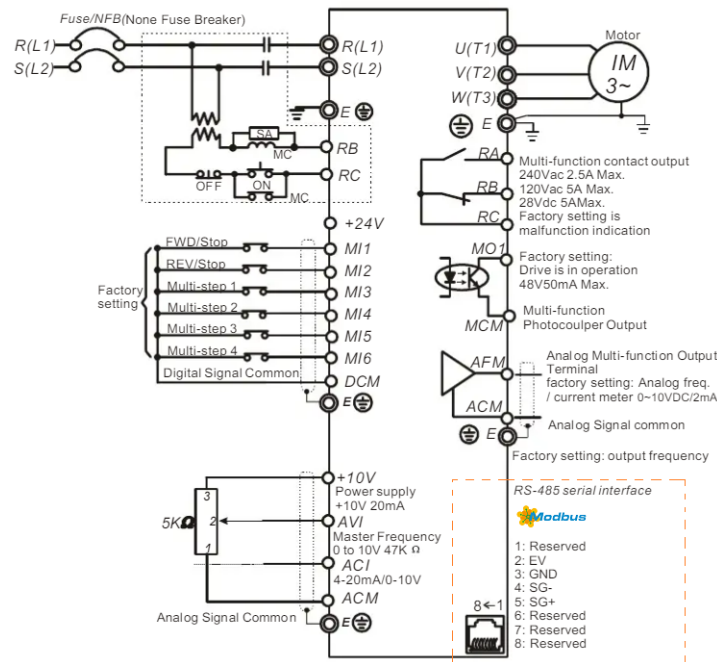 Fuse/NFB(None Fuse Breaker)
R(L1)
S(L2)
R(L1)
S(L2)
E
SA
MC
OFF
ON
MC
RB
RC
+24V
FWD/Stop
MI1
REV/Stop
MI2
Factory
setting
Multi-step 1
MI3
Multi-step 2
MI4
Multi-step 3
MI5
Multi-step 4
MI6
Digital Signal Common
DCM
E
+10V
Power supply
+10V 20mA
3
2
1
5KΩ
AVI
Master Frequency
0 to 10V 47K Ω
ACI
4-20mA/0-10V
ACM
Analog Signal Common
E
U(T1)
V(T2)
W(T3)
Motor
IM
3~
E
RA
RB
RC
Multi-function contact output
240Vac 2.5A Max.
120Vac 5A Max.
28Vdc 5AMax.
Factory setting is
malfunction indication
MO1
Factory setting:
Drive is in operation
48V50mA Max.
MCM
Multi-function
Photocoulper Output
AFM
Analog Multi-function Output
Terminal
factory setting: Analog freq.
/ current meter 0~10VDC/2mA
ACM
Analog Signal common
E
Factory setting: output frequency
RS-485 serial interface
Modbus
1: Reserved
2: EV
3: GND
4: SG-
5: SG+
6: Reserved
7: Reserved
8: Reserved
8←1